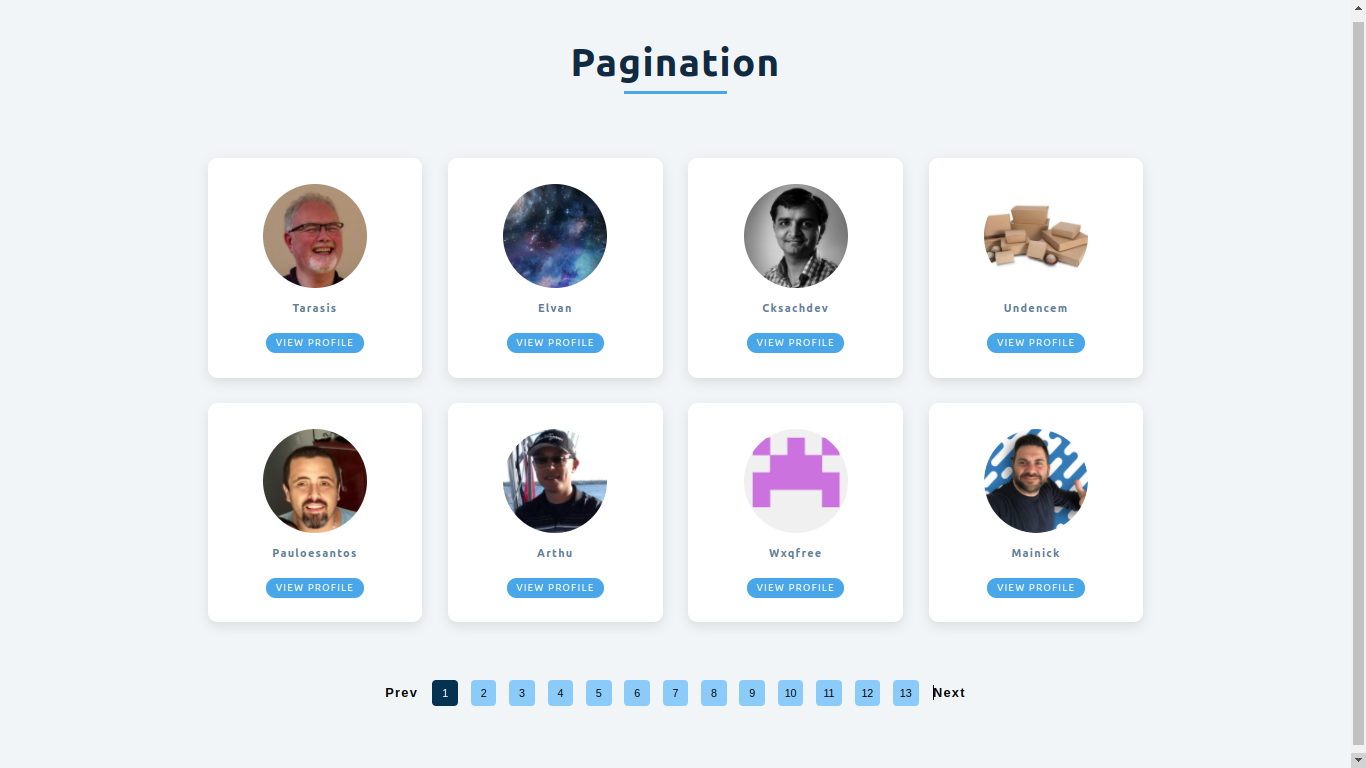 Pagination
Tarasis
Elvan
Cksachdev
Undencem
VIEW PROFILE
VIEW PROFILE
VIEW PROFILE
VIEW PROFILE
Pauloesantos
Arthu
Wxqfree
Mainick
VIEW PROFILE
VIEW PROFILE
VIEW PROFILE
VIEW PROFILE
Prev 1 2 3 4 5 6 7 8 9 10 11 12 13 Next